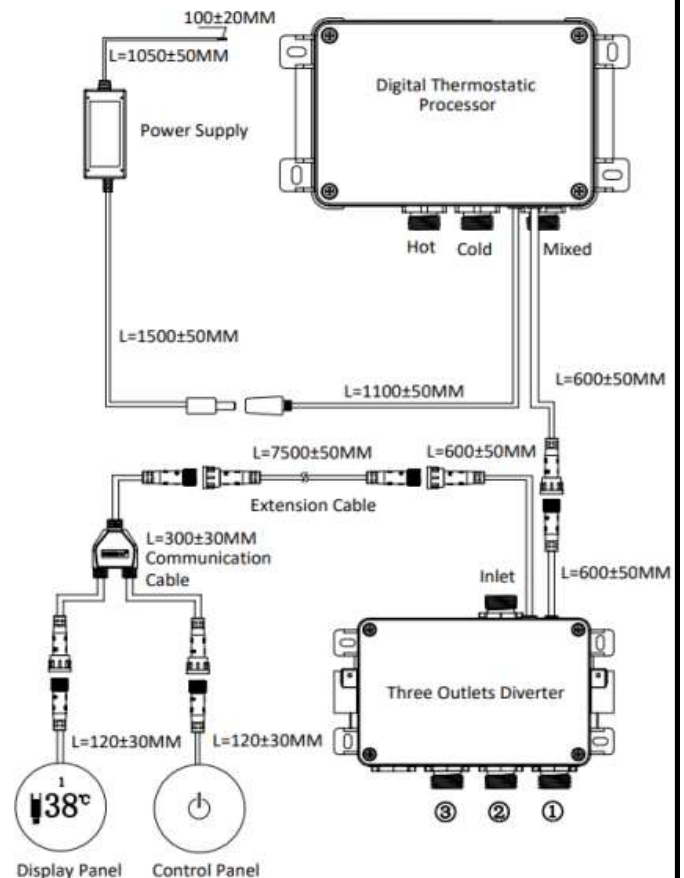 100±20MM
L=1050±50MM
Digital Thermostatic
Processor
Power Supply
Hot
Cold
Mixed
L=1500±50MM
L=1100±50MM
L=600±50MM
L=7500±50MM
L=600±50MM
Extension Cable
L=300±30MM
Communication
Cable
Inlet
L=600±50MM
Three Outlets Diverter
L=120±30MM
L=120±30MM
1
38℃
③
②
①
Display Panel
Control Panel